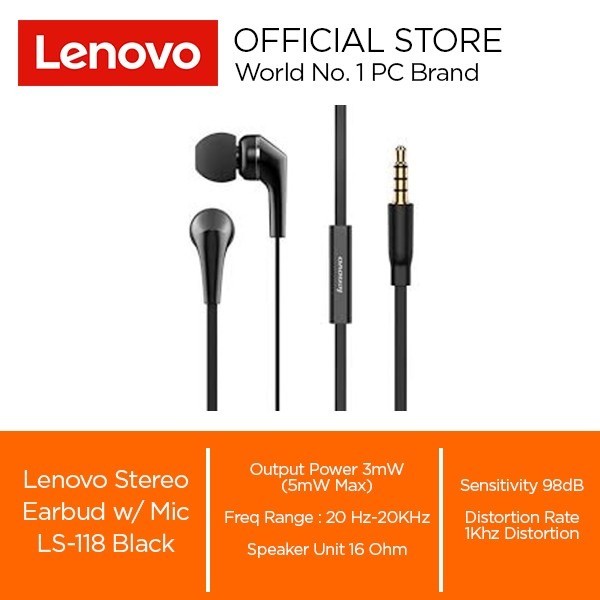 Lenovo
OFFICIAL STORE
World No. 1 PC Brand
lenovo
Lenovo Stereo
Earbud w/ Mic
LS-118 Black
Output Power 3mW
(5mW Max)
Freq Range : 20 Hz-20KHz
Speaker Unit 16 Ohm
Sensitivity 98dB
Distortion Rate
1Khz Distortion